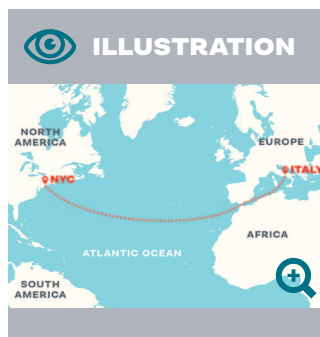 ILLUSTRATION
NORTH
AMERICA
EUROPE
NYC
ITALY
AFRICA
ATLANTIC OCEAN
SOUTH
AMERICA